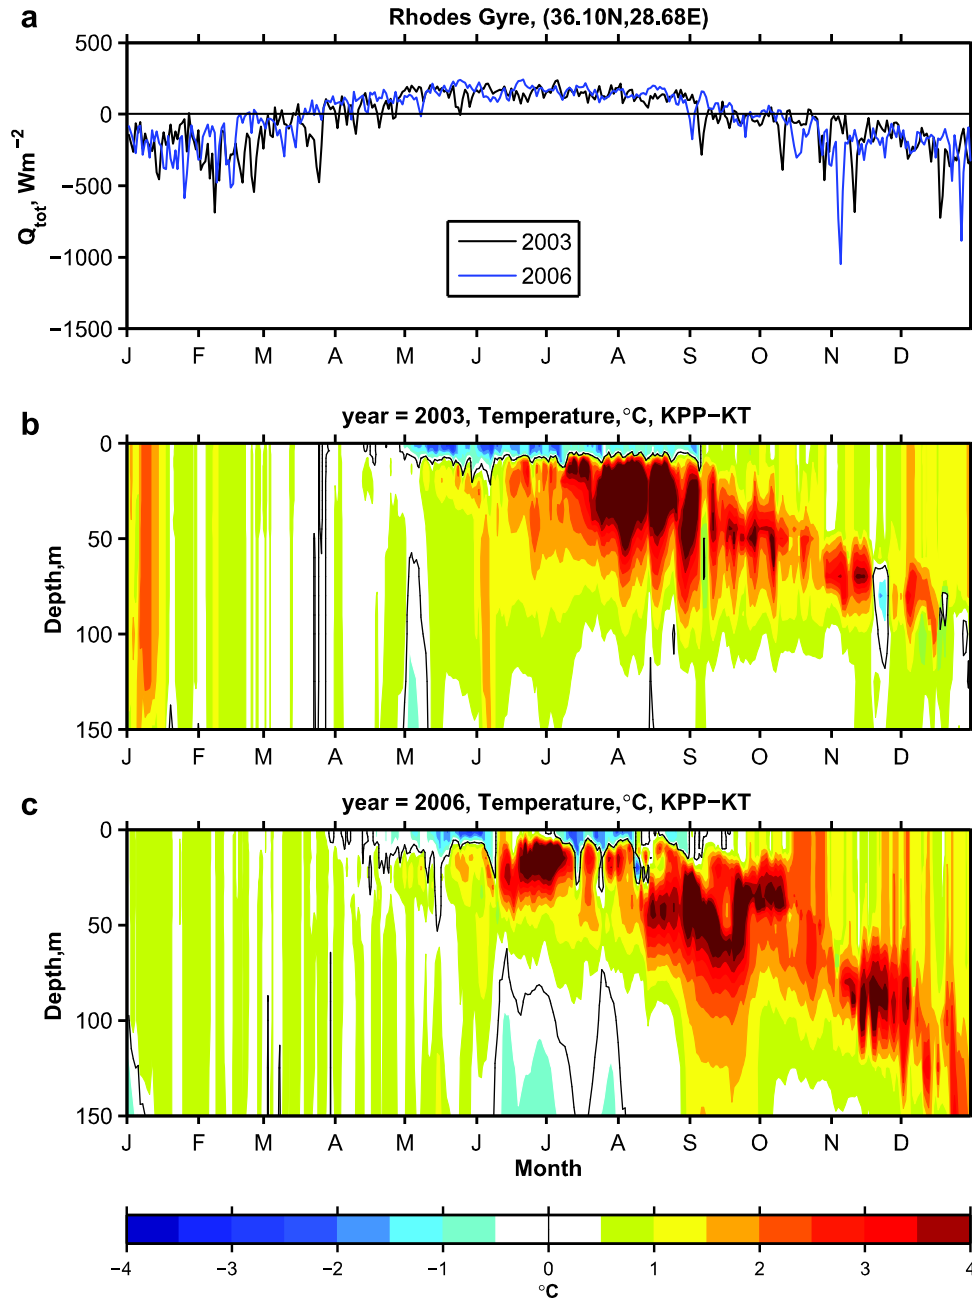 a
Rhodes Gyre, (36.10N,28.68E)
500
0
−500
−1000
−1500
Q_tot, Wm⁻²
2003
2006
J F M A M J J A S O N D
b
year = 2003, Temperature,°C, KPP−KT
0
50
100
150
Depth,m
J F M A M J J A S O N D
c
year = 2006, Temperature,°C, KPP−KT
0
50
100
150
Depth,m
J F M A M J J A S O N D
Month
−4 −3 −2 −1 0 1 2 3 4
°C